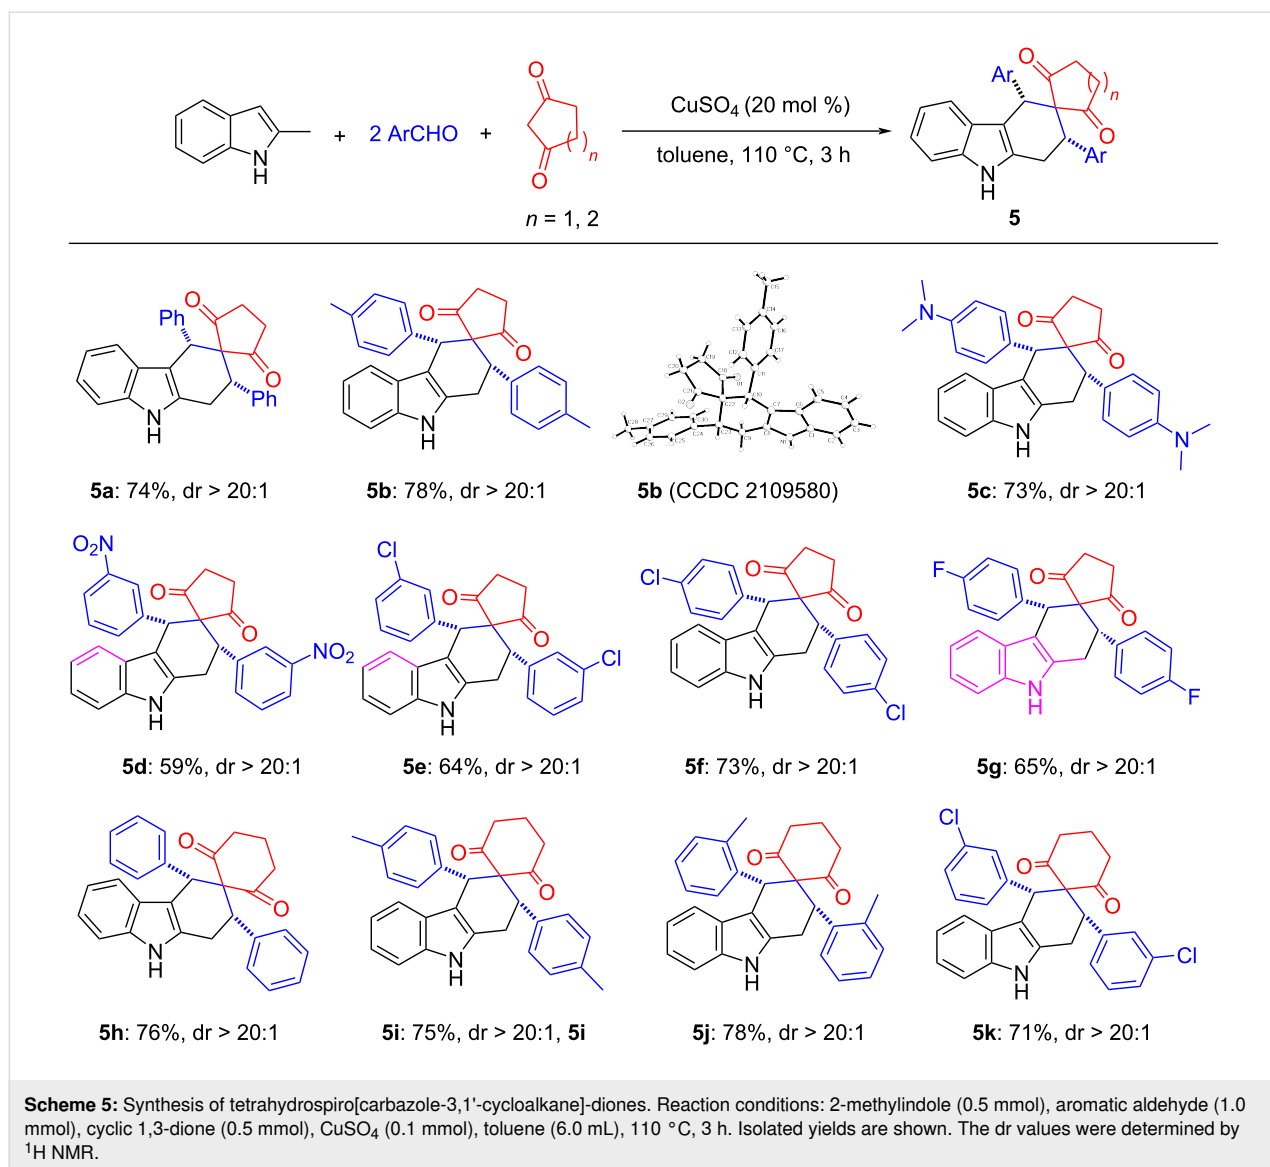 O
Ar
O
n
N
H
+ 2 ArCHO +
n
O
CuSO4 (20 mol %)
toluene, 110 °C, 3 h
O
Ar
N
H
n = 1, 2
5
O
Ph
O
Ph
N
H
O
O
N
H
N
O
O
N
N
H
5a: 74%, dr > 20:1
5b: 78%, dr > 20:1
5b (CCDC 2109580)
5c: 73%, dr > 20:1
O2N
O
O
NO2
N
H
Cl
O
O
Cl
N
H
Cl
O
O
N
H
Cl
F
O
O
N
H
F
5d: 59%, dr > 20:1
5e: 64%, dr > 20:1
5f: 73%, dr > 20:1
5g: 65%, dr > 20:1
O
O
N
H
O
O
N
H
O
O
N
H
Cl
O
O
Cl
N
H
5h: 76%, dr > 20:1
5i: 75%, dr > 20:1, 5i
5j: 78%, dr > 20:1
5k: 71%, dr > 20:1
Scheme 5: Synthesis of tetrahydrospiro[carbazole-3,1'-cycloalkane]-diones. Reaction conditions: 2-methylindole (0.5 mmol), aromatic aldehyde (1.0
mmol), cyclic 1,3-dione (0.5 mmol), CuSO4 (0.1 mmol), toluene (6.0 mL), 110 °C, 3 h. Isolated yields are shown. The dr values were determined by
1H NMR.